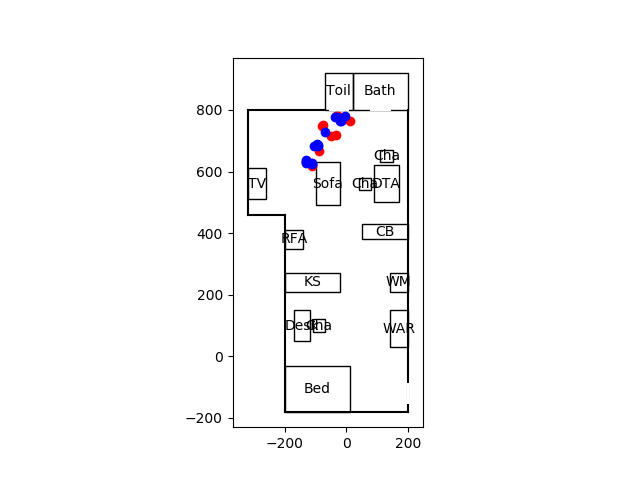 Toil Bath
800
Cha
600
TV Sofa Cha DTA
400
CB
RFA
200
KS WM
Desk Cha WAR
0
Bed
−200
−200 0 200